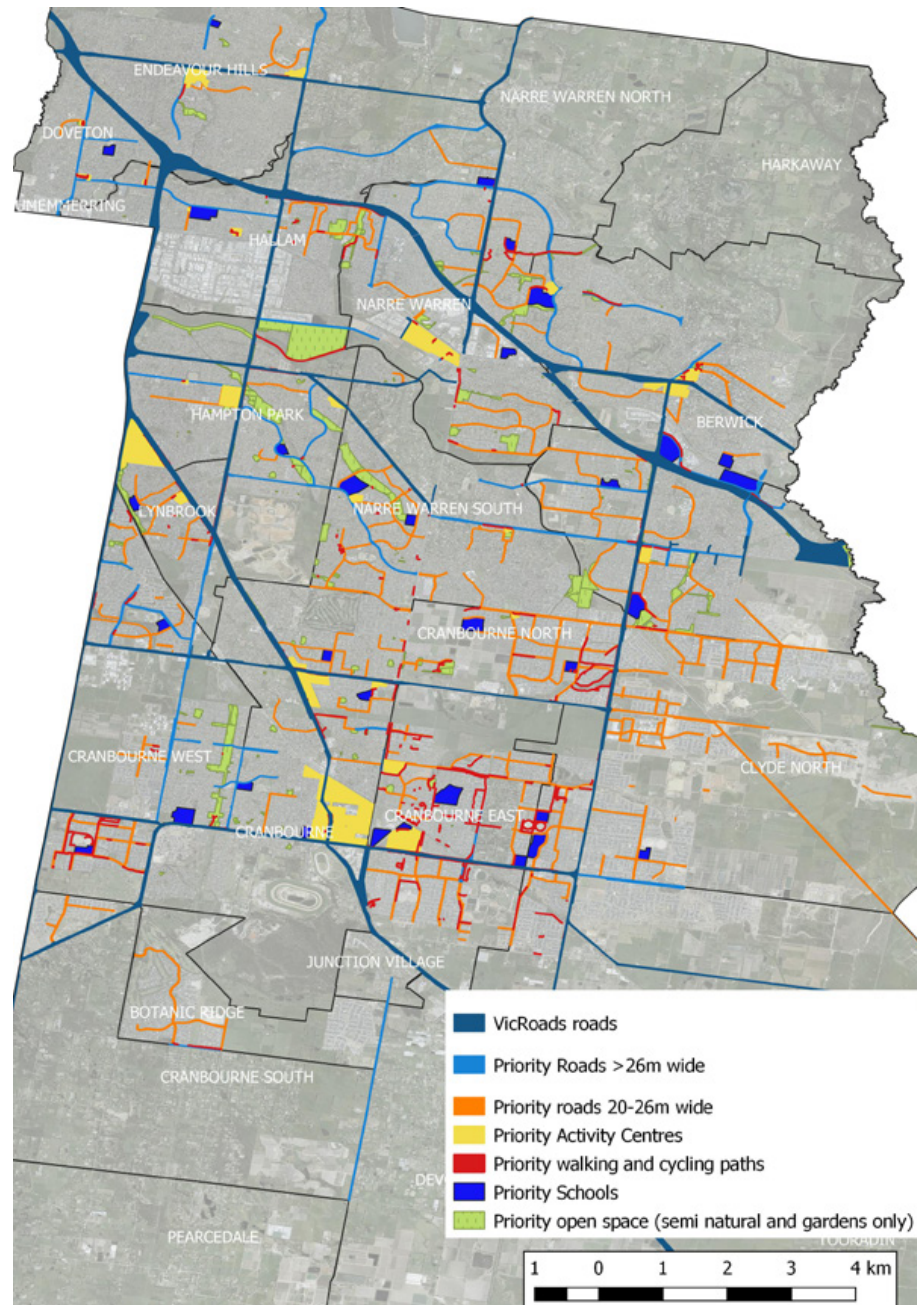 ENDEAVOUR HILLS
NARRE WARREN NORTH
DOVETON
HARKAWAY
UMEMMERRING
HALLAM
NARRE WARREN
HAMPTON PARK
BERWICK
LYNBROOK
NARRE WARREN SOUTH
CRANBOURNE NORTH
CRANBOURNE WEST
CLYDE NORTH
CRANBOURNE EAST
CRANBOURNE
JUNCTION VILLAGE
BOTANIC RIDGE
CRANBOURNE SOUTH
DEVO
PEARCEDALE
TOORADIN
VicRoads roads
Priority Roads >26m wide
Priority roads 20-26m wide
Priority Activity Centres
Priority walking and cycling paths
Priority Schools
Priority open space (semi natural and gardens only)
1 0 1 2 3 4 km